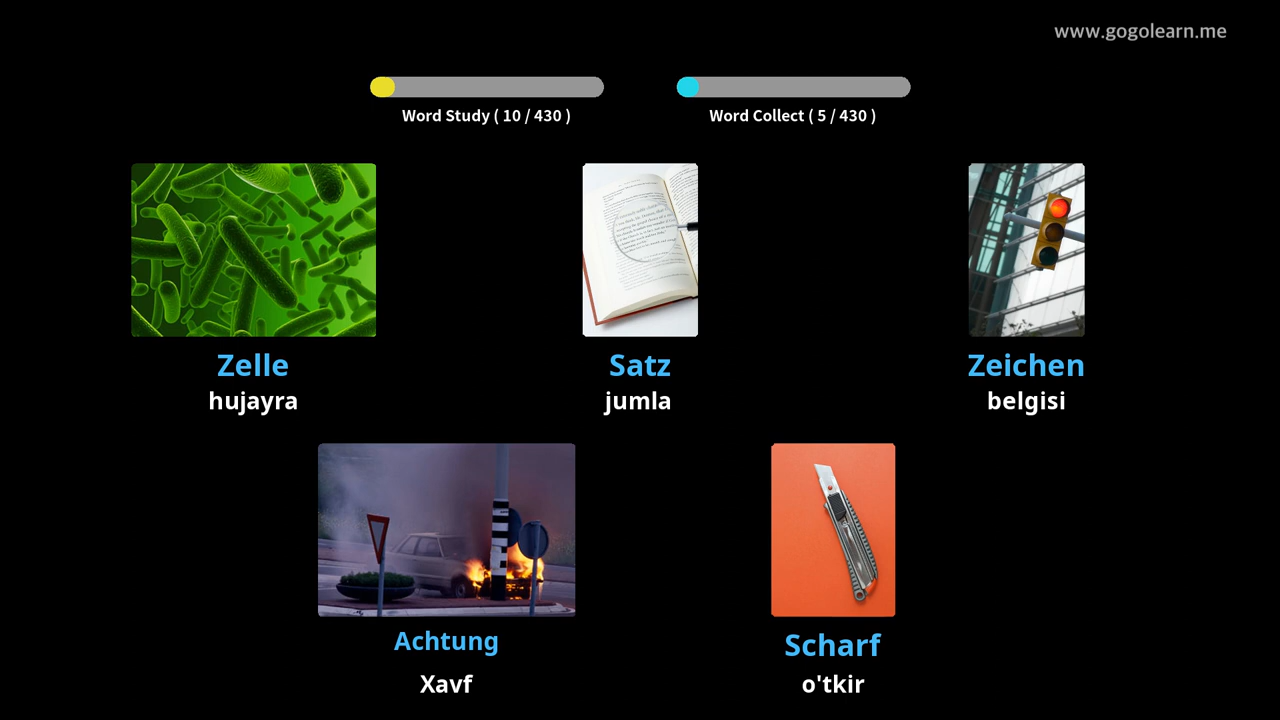 www.gogolearn.me
Word Study ( 10 / 430 )
Word Collect ( 5 / 430 )
Zelle
hujayra
Satz
jumla
Zeichen
belgisi
Achtung
Xavf
Scharf
o'tkir